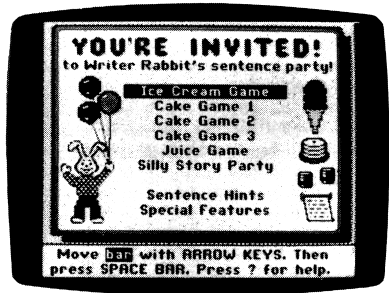 YOU'RE INVITED!
to Writer Rabbit's sentence party!
Ice Cream Game
Cake Game 1
Cake Game 2
Cake Game 3
Juice Game
Silly Story Party
Sentence Hints
Special Features
Move bar with ARROW KEYS. Then
press SPACE BAR. Press ? for help.